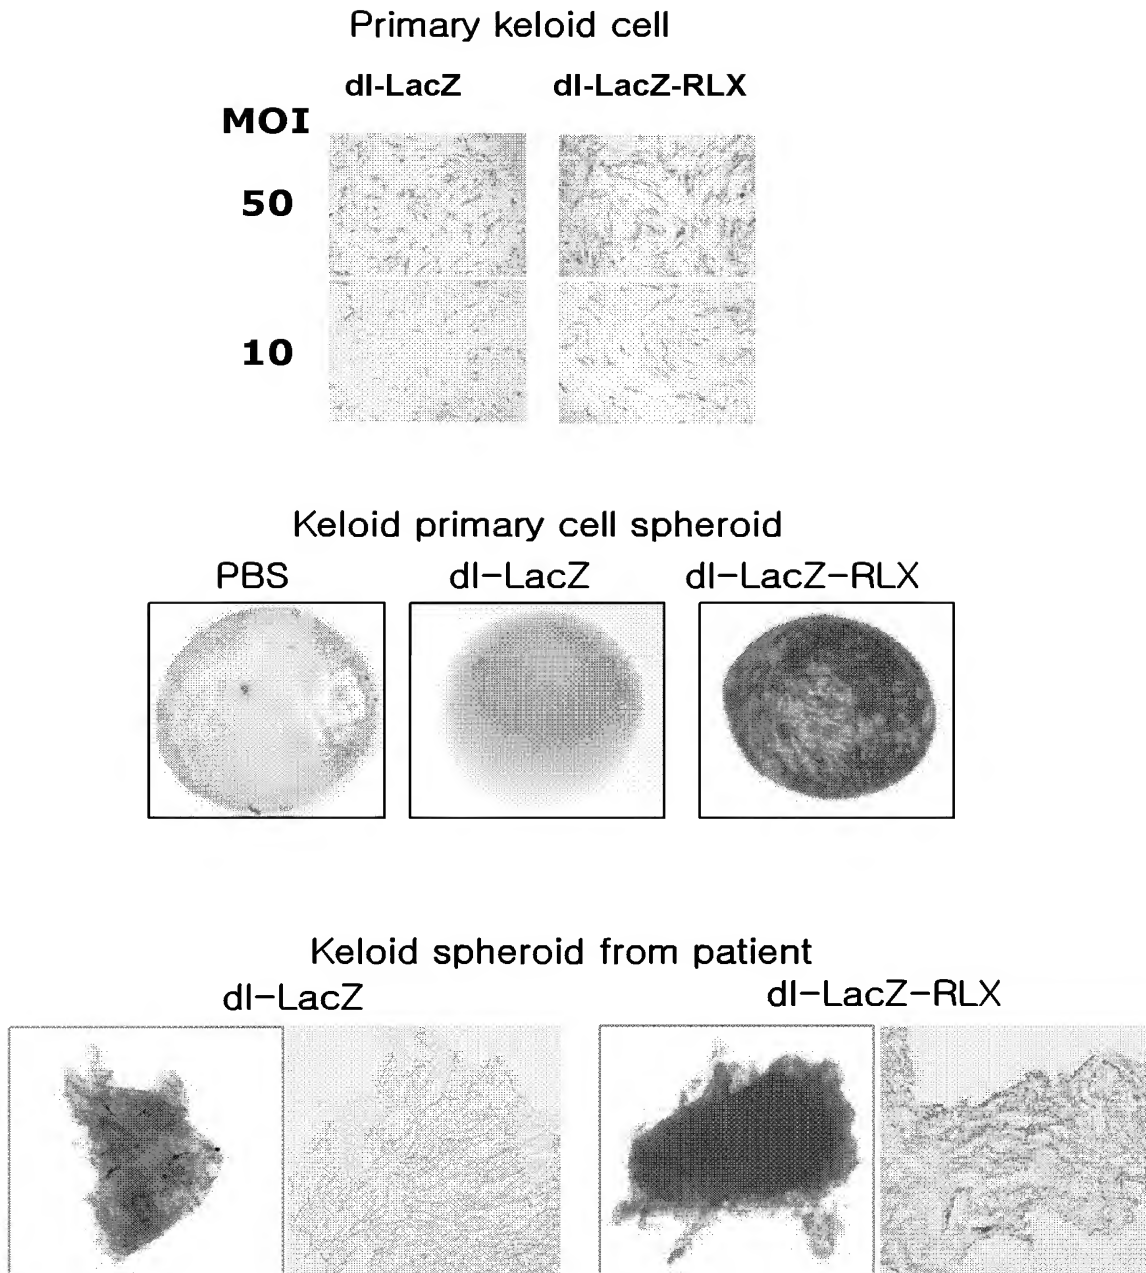 Primary keloid cell
dl-LacZ dl-LacZ-RLX
MOI
50
10
Keloid primary cell spheroid
PBS dl-LacZ dl-LacZ-RLX
Keloid spheroid from patient
dl-LacZ dl-LacZ-RLX